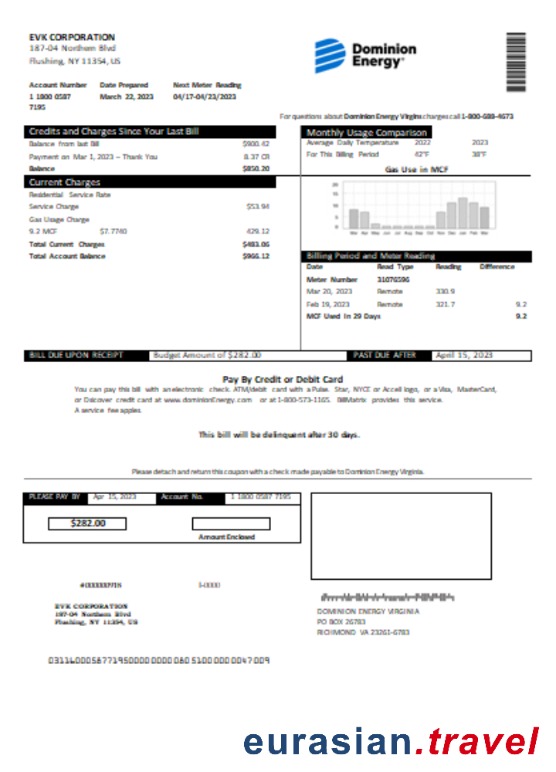 EVK CORPORATION
187-04 Northern Blvd
Flushing, NY 11354, US
Dominion
Energy®
Account Number Date Prepared Next Meter Reading
1 1800 0587 March 22, 2023 04/17-04/23/2023
7195
For questions about Dominion Energy Virginia charges call 1-800-688-4673
Credits and Charges Since Your Last Bill
Balance from last Bill $900.42
Payment on Mar 1, 2023 – Thank You 8.37 CR
Balance $850.20
Current Charges
Residential Service Rate
Service Charge $53.94
Gas Usage Charge
9.2 MCF $7.7740 429.12
Total Current Charges $483.06
Total Account Balance $966.12
Monthly Usage Comparison
Average Daily Temperature 2022 2023
For This Billing Period 42°F 38°F
Gas Use in MCF
20
15
10
5
0
Mar Apr May Jun Jul Aug Sep Oct Nov Dec Jan Feb Mar
Billing Period and Meter Reading
Date Read Type Reading Difference
Meter Number 31076596
Mar 20, 2023 Remote 330.9
Feb 19, 2023 Remote 321.7 9.2
MCF Used In 29 Days 9.2
BILL DUE UPON RECEIPT Budget Amount of $282.00 PAST DUE AFTER April 15, 2023
Pay By Credit or Debit Card
You can pay this bill with an electronic check. ATM/debit card with a Pulse. Star, NYCE or Accell logo, or a Visa, MasterCard,
or Discover credit card at www.dominionEnergy.com or at 1-800-573-1165. BillMatrix provides this service.
A service fee applies.
This bill will be delinquent after 30 days.
Please detach and return this coupon with a check made payable to Dominion Energy Virginia.
PLEASE PAY BY Apr 15, 2023 Account No. 1 1800 0587 7195
$282.00
Amount Enclosed
EVK CORPORATION
187-04 Northern Blvd
Flushing, NY 11354, US
DOMINION ENERGY VIRGINIA
PO BOX 26783
RICHMOND VA 23261-6783
eurasian.travel